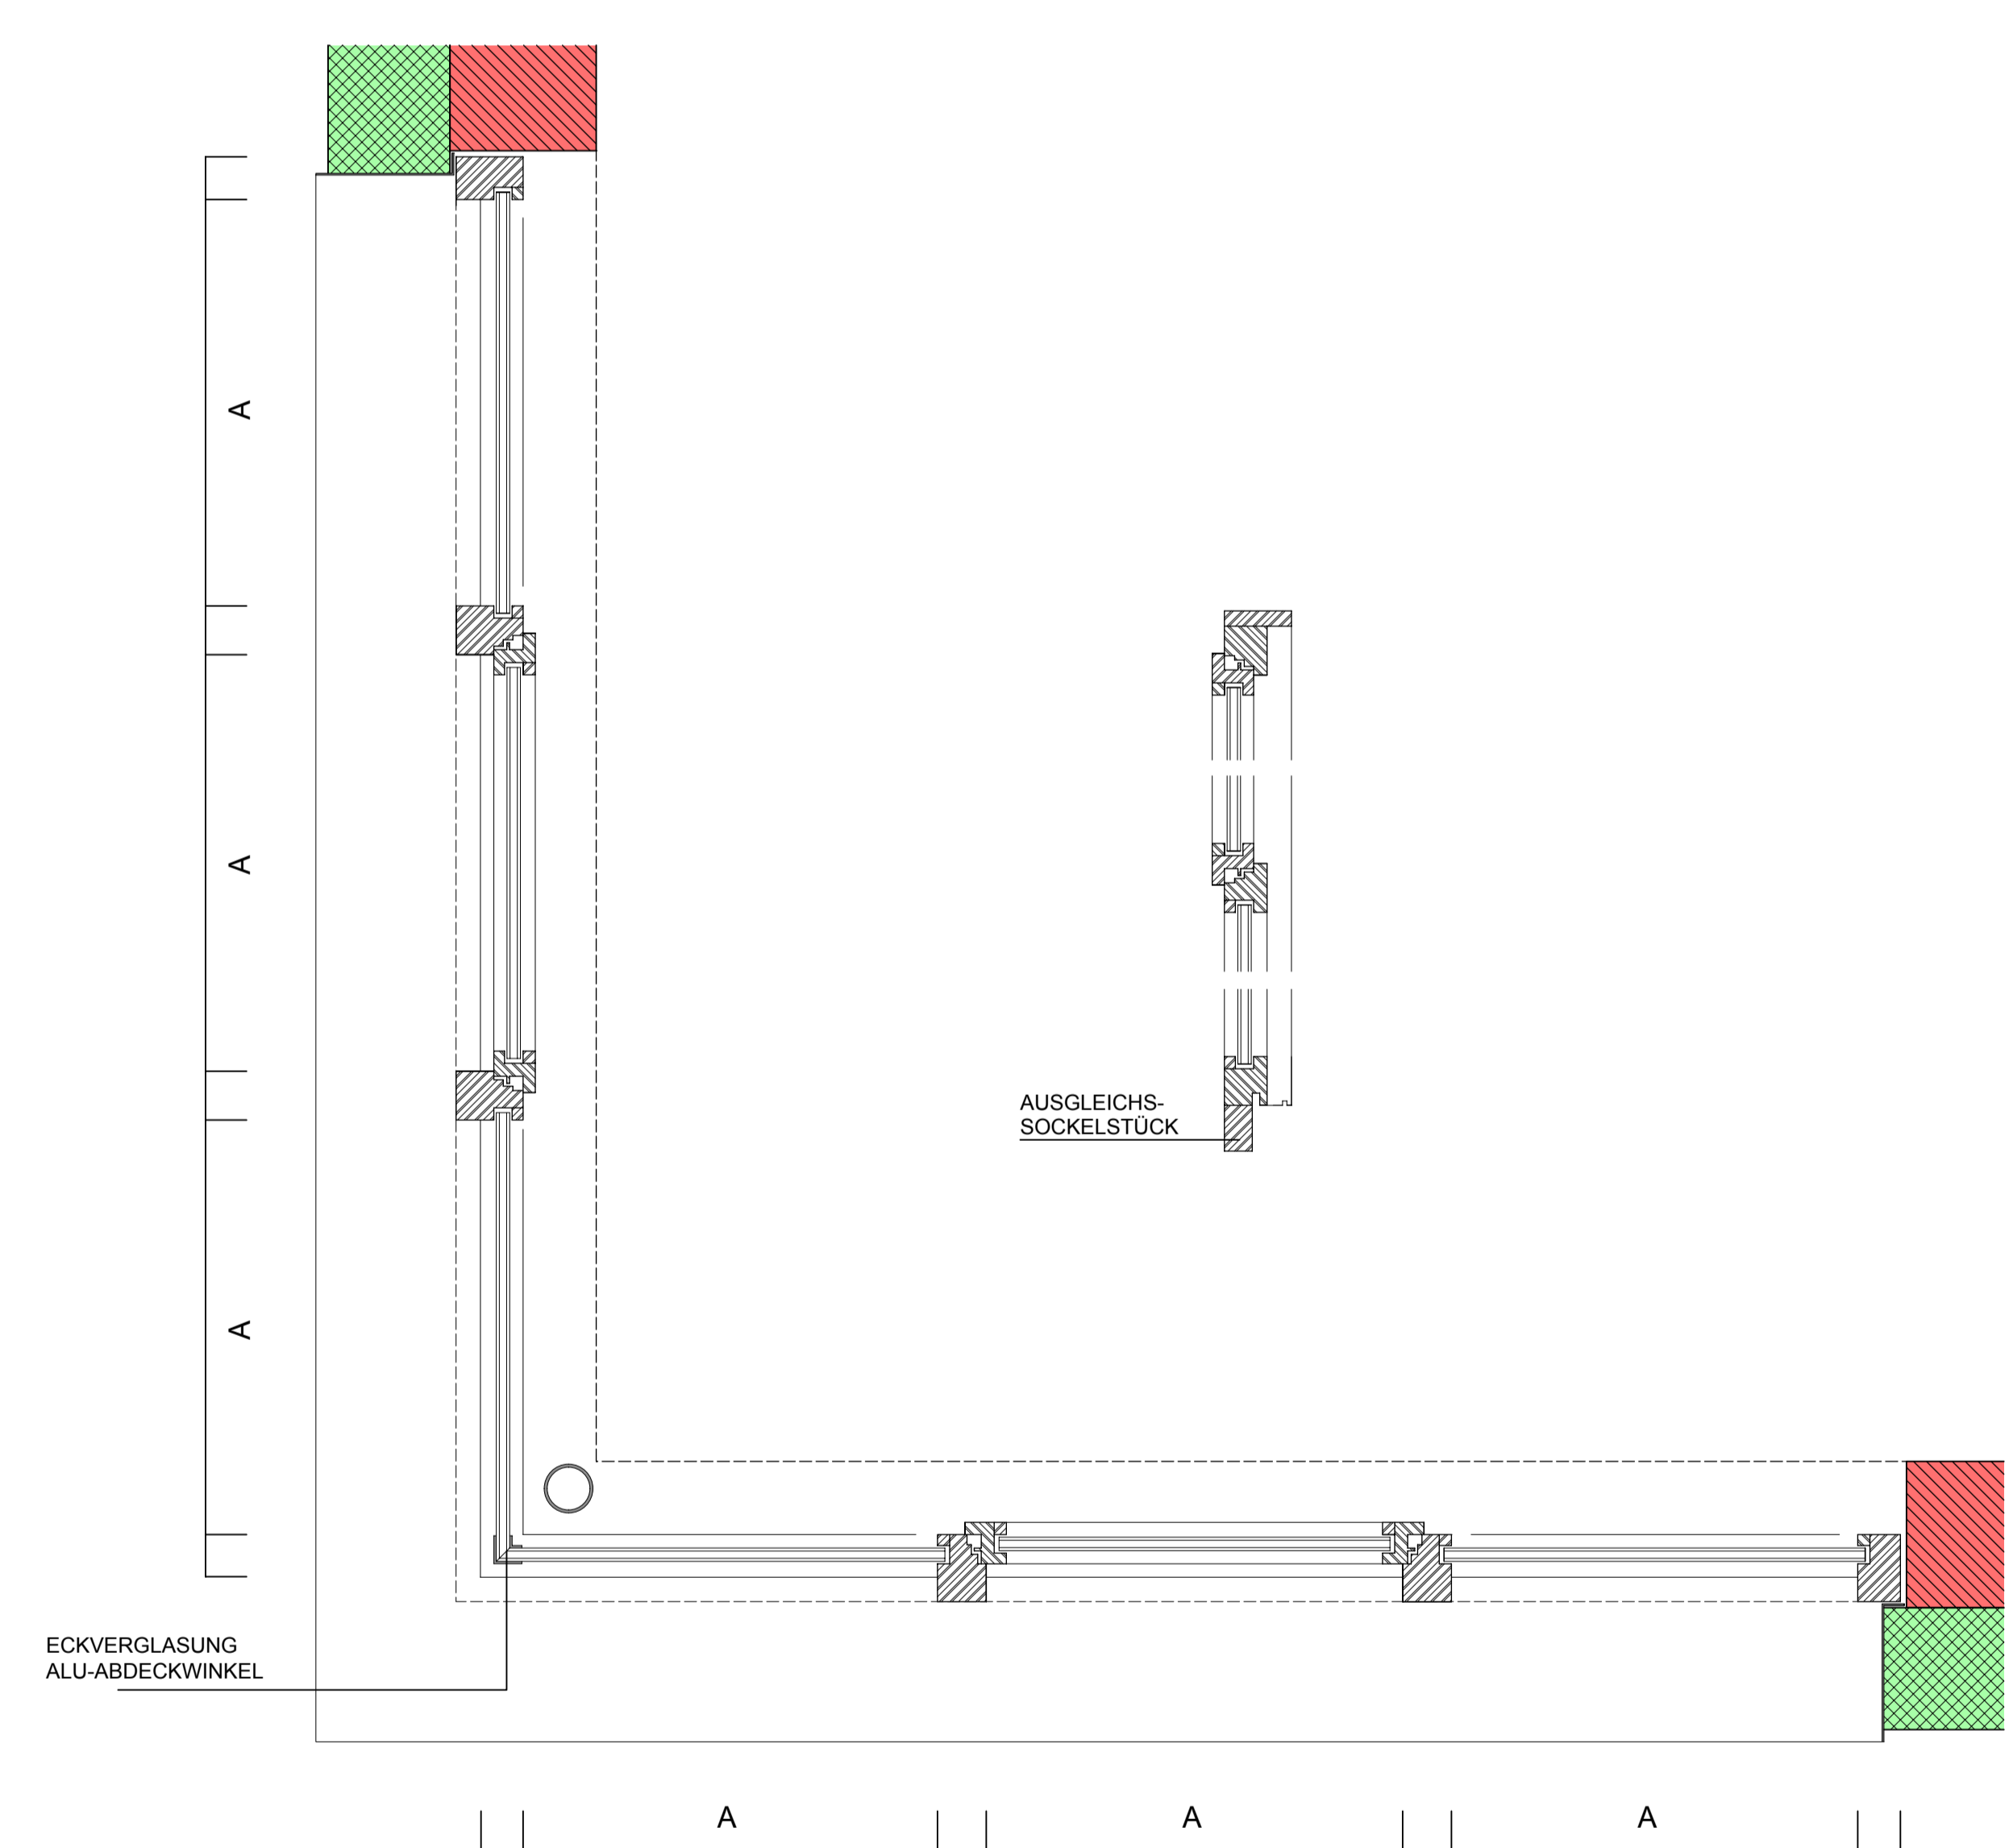 A
A
AUSGLEICHS-
SOCKELSTÜCK
A
ECKVERGLASUNG
ALU-ABDECKWINKEL
A
A
A